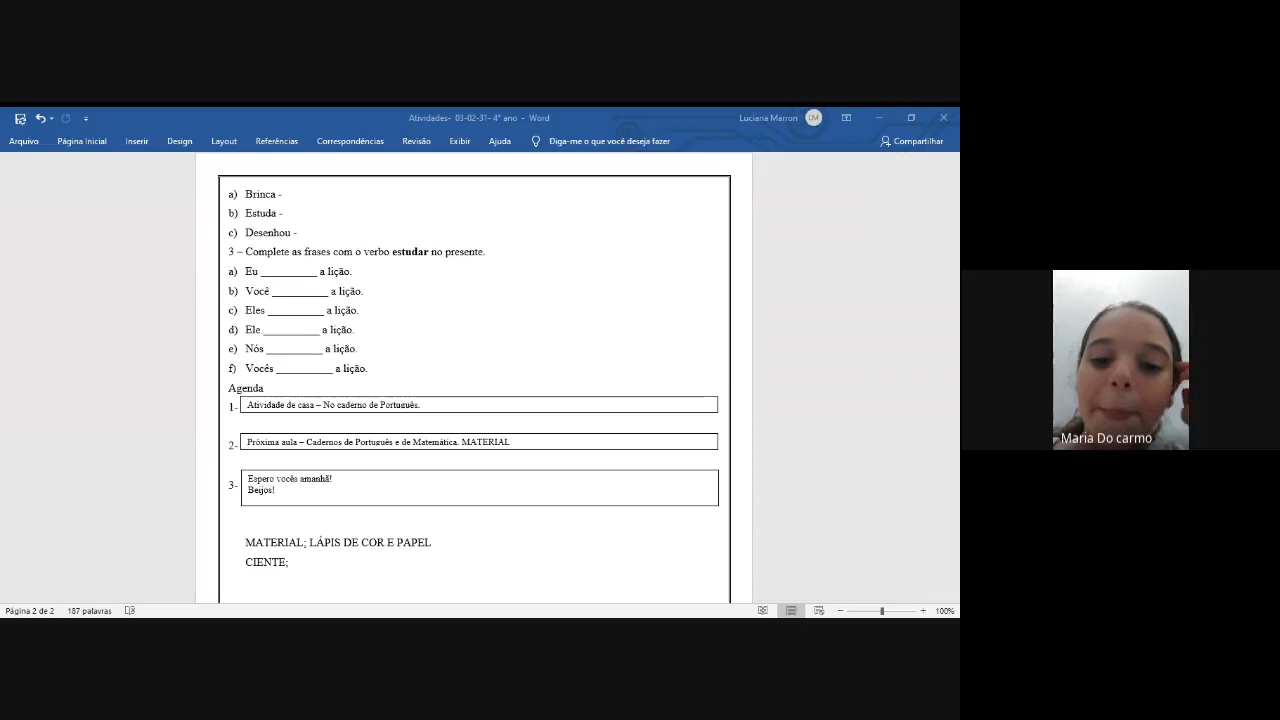 Atividades- 03-02-31- 4° ano - Word
Luciana Marron
LM
Arquivo Página Inicial Inserir Design Layout Referências Correspondências Revisão Exibir Ajuda Diga-me o que você deseja fazer Compartilhar
a) Brinca -
b) Estuda -
c) Desenhou -
3 – Complete as frases com o verbo estudar no presente.
a) Eu __________ a lição.
b) Você __________ a lição.
c) Eles __________ a lição.
d) Ele __________ a lição.
e) Nós __________ a lição.
f) Vocês __________ a lição.
Agenda
1- Atividade de casa – No caderno de Português.
2- Próxima aula – Cadernos de Português e de Matemática. MATERIAL
3- Espero vocês amanhã!
Beijos!
MATERIAL; LÁPIS DE COR E PAPEL
CIENTE;
Página 2 de 2 187 palavras 100%
Maria Do carmo